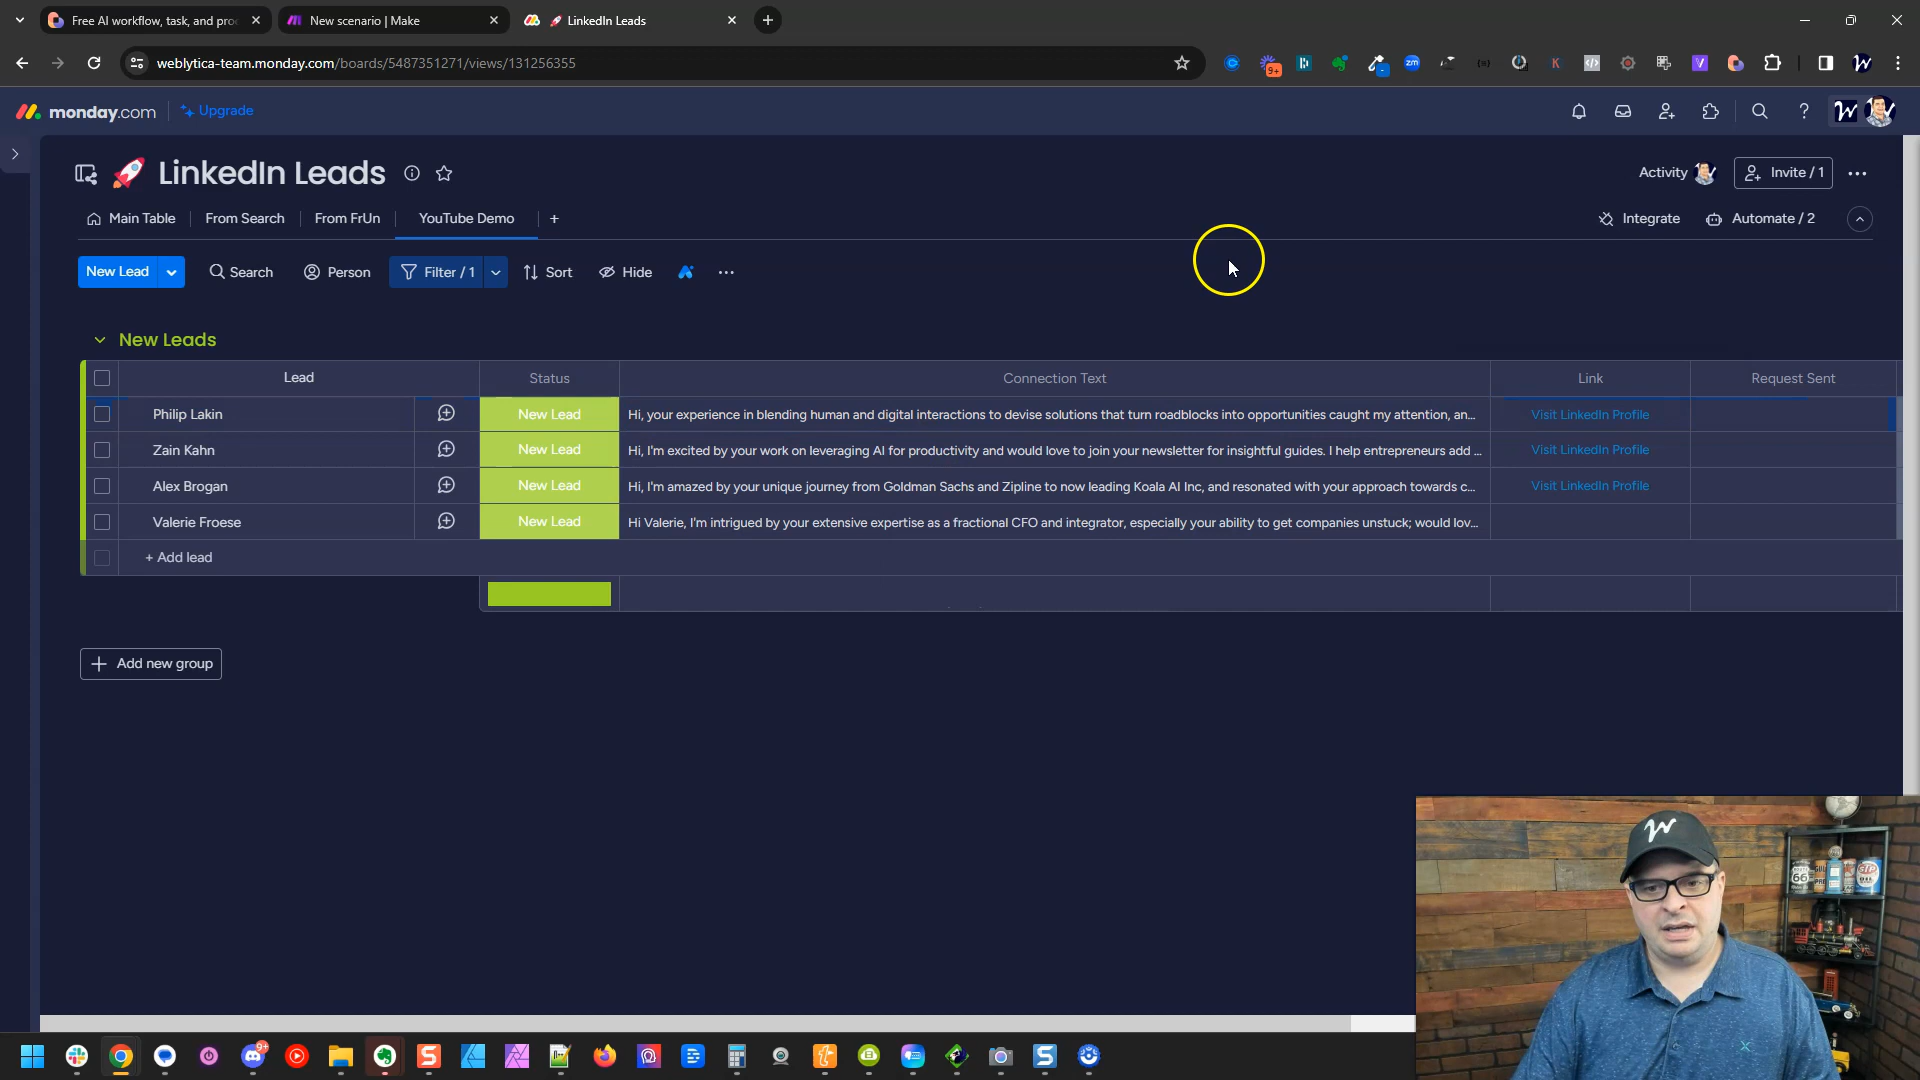 Free AI workflow, task, and pro
New scenario | Make
🚀 LinkedIn Leads
weblytica-team.monday.com/boards/5487351271/views/131256355
9+
zm
K
V
monday.com
Upgrade
🚀 LinkedIn Leads
Activity
Invite / 1
Main Table
From Search
From FrUn
YouTube Demo
Integrate
Automate / 2
New Lead
Search
Person
Filter / 1
Sort
Hide
New Leads
Lead
Status
Connection Text
Link
Request Sent
Philip Lakin
New Lead
Hi, your experience in blending human and digital interactions to devise solutions that turn roadblocks into opportunities caught my attention, an...
Visit LinkedIn Profile
Zain Kahn
New Lead
Hi, I'm excited by your work on leveraging AI for productivity and would love to join your newsletter for insightful guides. I help entrepreneurs add ...
Visit LinkedIn Profile
Alex Brogan
New Lead
Hi, I'm amazed by your unique journey from Goldman Sachs and Zipline to now leading Koala AI Inc, and resonated with your approach towards c...
Visit LinkedIn Profile
Valerie Froese
New Lead
Hi Valerie, I'm intrigued by your extensive expertise as a fractional CFO and integrator, especially your ability to get companies unstuck; would lov...
+ Add lead
Add new group
W
ROUTE
66
GULF
STP
9+